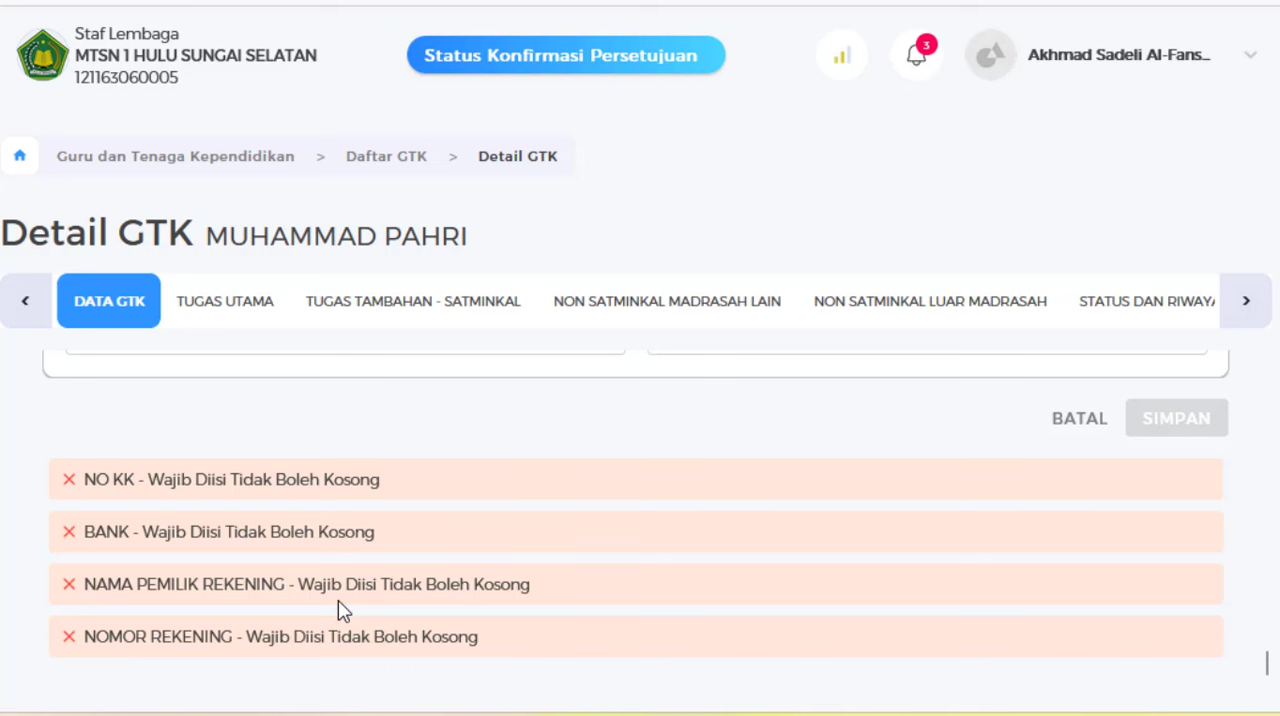 Staf Lembaga
MTSN 1 HULU SUNGAI SELATAN
121163060005
Status Konfirmasi Persetujuan
3
Akhmad Sadeli Al-Fans...
Guru dan Tenaga Kependidikan > Daftar GTK > Detail GTK
Detail GTK MUHAMMAD PAHRI
DATA GTK TUGAS UTAMA TUGAS TAMBAHAN - SATMINKAL NON SATMINKAL MADRASAH LAIN NON SATMINKAL LUAR MADRASAH STATUS DAN RIWAYA
BATAL SIMPAN
NO KK - Wajib Diisi Tidak Boleh Kosong
BANK - Wajib Diisi Tidak Boleh Kosong
NAMA PEMILIK REKENING - Wajib Diisi Tidak Boleh Kosong
NOMOR REKENING - Wajib Diisi Tidak Boleh Kosong